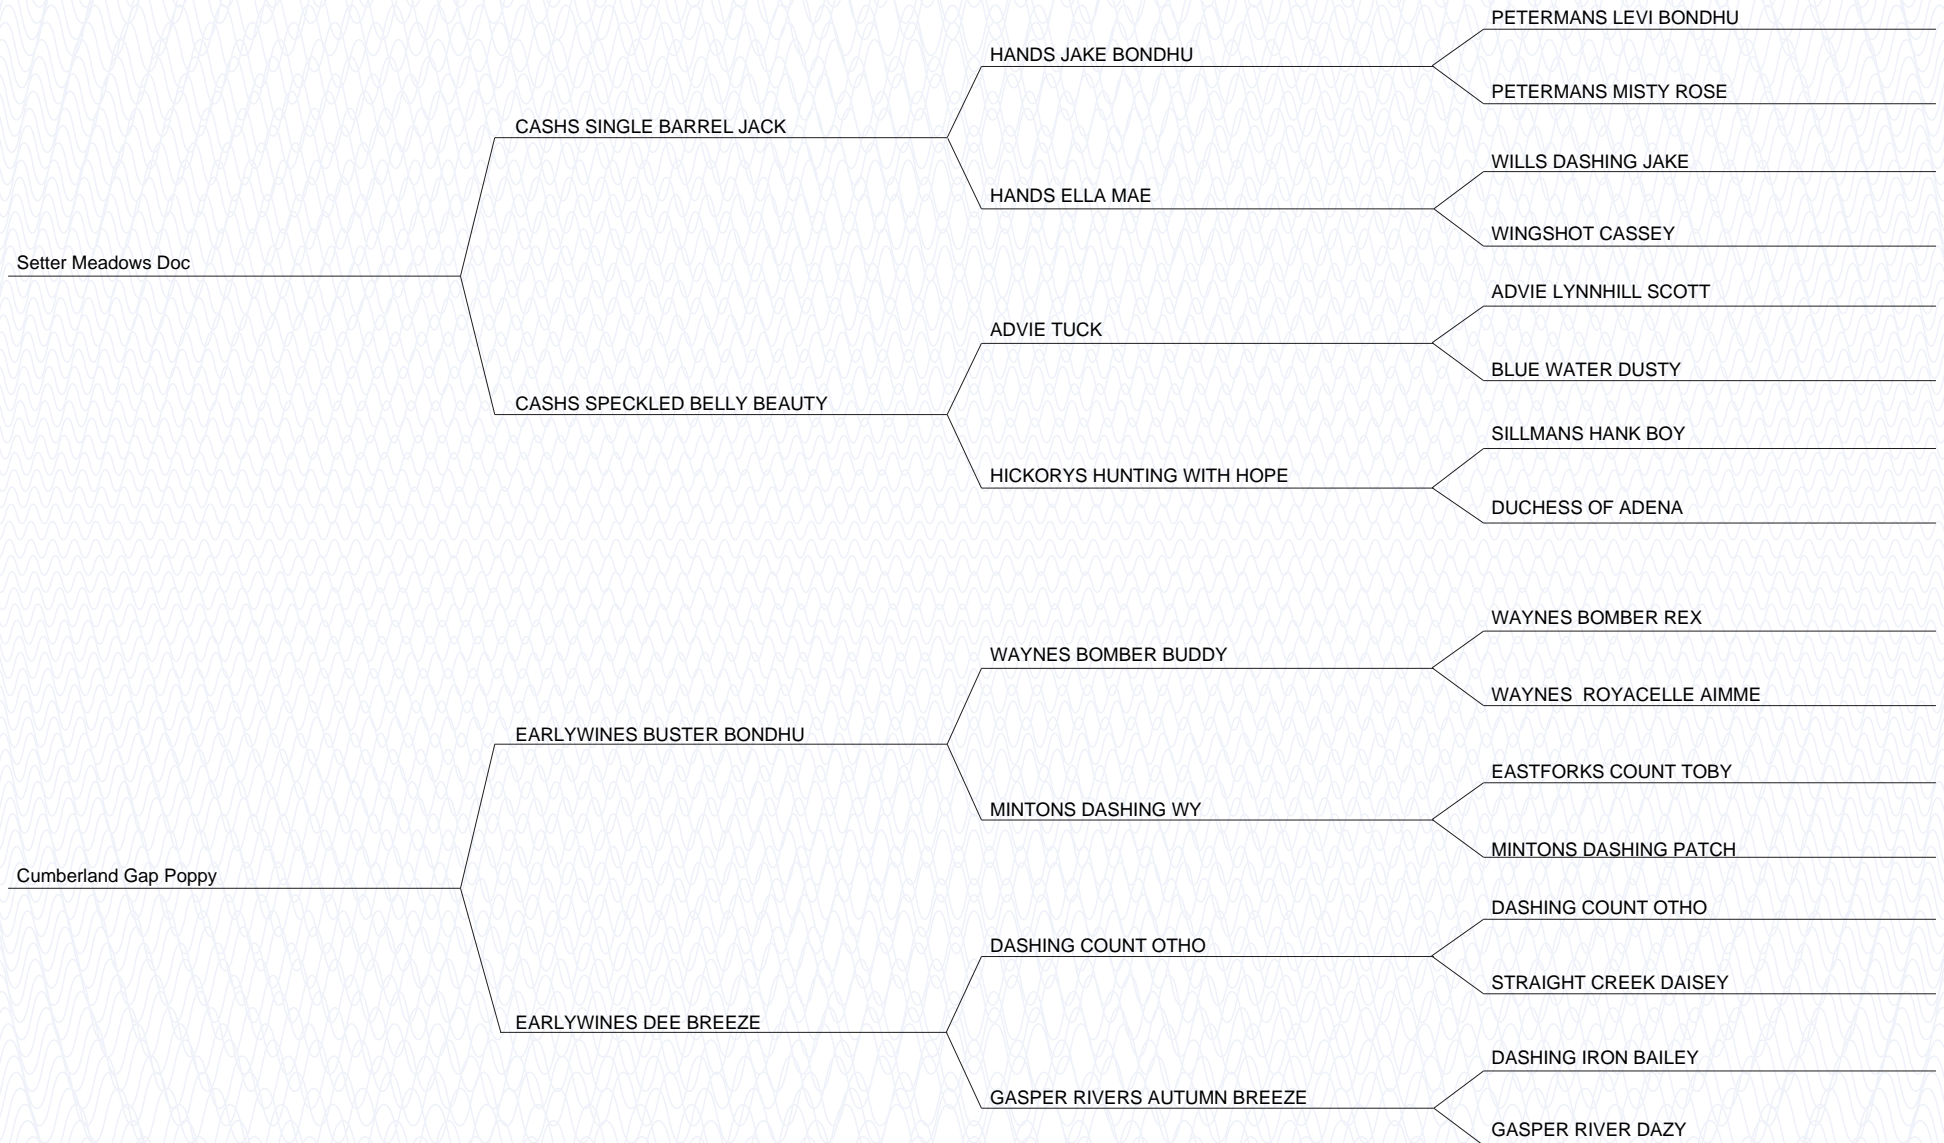 PETERMANS LEVI BONDHU
HANDS JAKE BONDHU
PETERMANS MISTY ROSE
CASHS SINGLE BARREL JACK
WILLS DASHING JAKE
HANDS ELLA MAE
WINGSHOT CASSEY
Setter Meadows Doc
ADVIE LYNNHILL SCOTT
ADVIE TUCK
BLUE WATER DUSTY
CASHS SPECKLED BELLY BEAUTY
SILLMANS HANK BOY
HICKORYS HUNTING WITH HOPE
DUCHESS OF ADENA
WAYNES BOMBER REX
WAYNES BOMBER BUDDY
WAYNES  ROYACELLE AIMME
EARLYWINES BUSTER BONDHU
EASTFORKS COUNT TOBY
MINTONS DASHING WY
MINTONS DASHING PATCH
Cumberland Gap Poppy
DASHING COUNT OTHO
DASHING COUNT OTHO
STRAIGHT CREEK DAISEY
EARLYWINES DEE BREEZE
DASHING IRON BAILEY
GASPER RIVERS AUTUMN BREEZE
GASPER RIVER DAZY